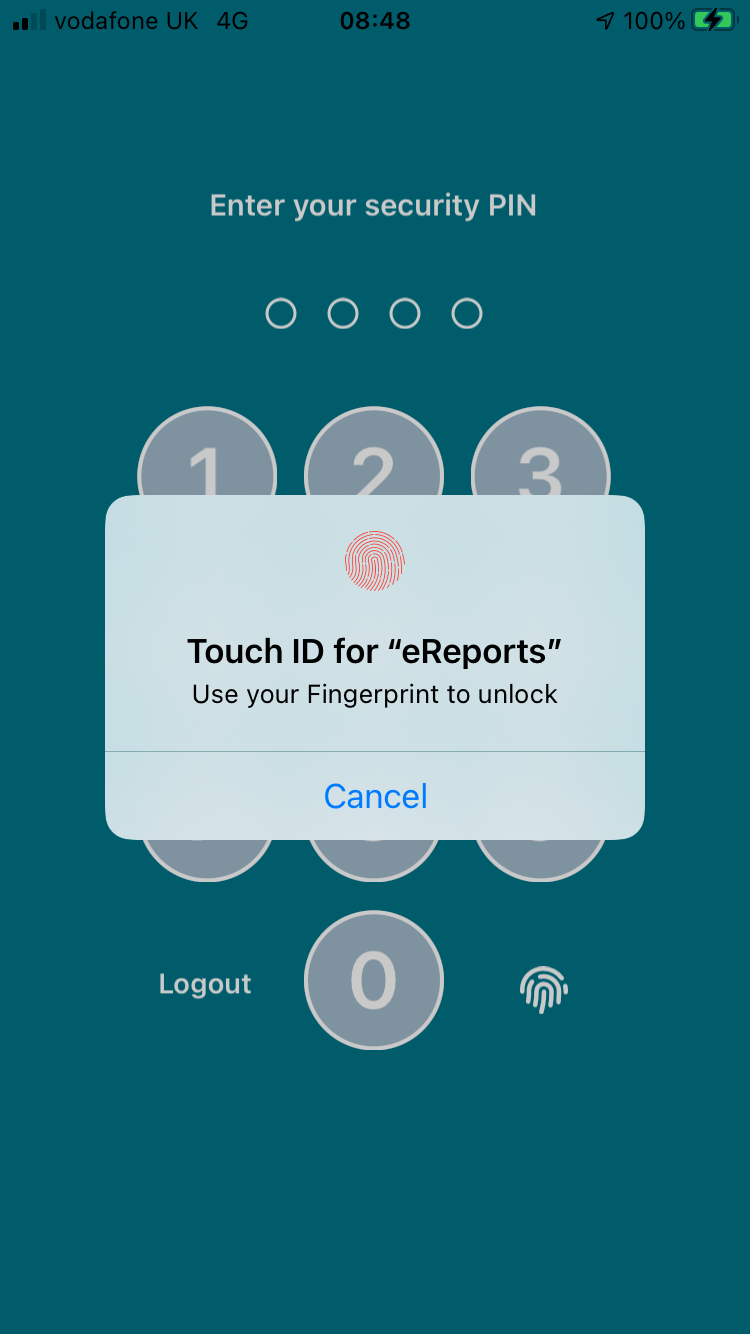 vodafone UK 4G 08:48 100%
Enter your security PIN
1 2 3
Touch ID for “eReports”
Use your Fingerprint to unlock
Cancel
Logout 0